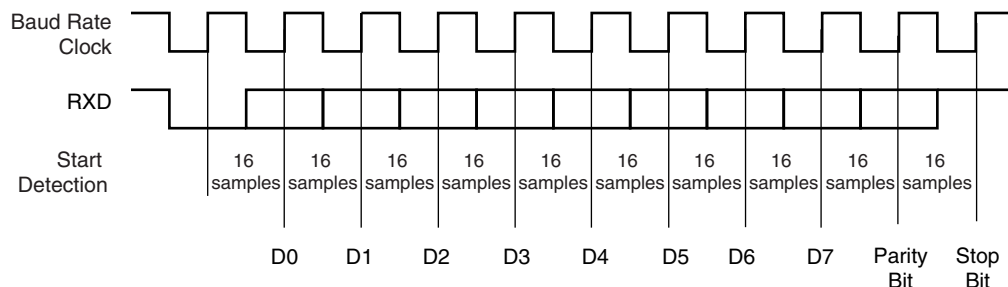 Baud Rate
Clock
RXD
Start
Detection
16 16 16 16 16 16 16 16 16 16
samples samples samples samples samples samples samples samples samples samples
D0 D1 D2 D3 D4 D5 D6 D7 Parity Stop
Bit Bit